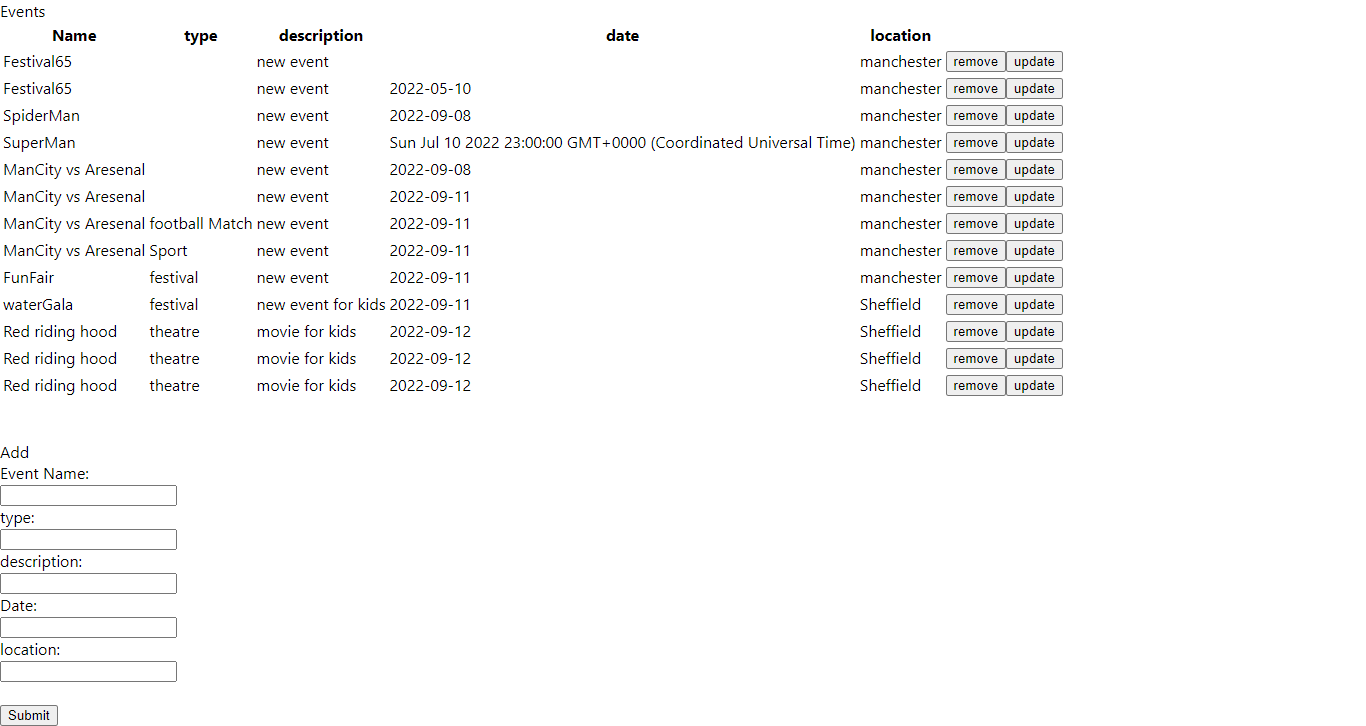 Events
Name type description date location
Festival65 new event manchester remove update
Festival65 new event 2022-05-10 manchester remove update
SpiderMan new event 2022-09-08 manchester remove update
SuperMan new event Sun Jul 10 2022 23:00:00 GMT+0000 (Coordinated Universal Time) manchester remove update
ManCity vs Aresenal new event 2022-09-08 manchester remove update
ManCity vs Aresenal new event 2022-09-11 manchester remove update
ManCity vs Aresenal football Match new event 2022-09-11 manchester remove update
ManCity vs Aresenal Sport new event 2022-09-11 manchester remove update
FunFair festival new event 2022-09-11 manchester remove update
waterGala festival new event for kids 2022-09-11 Sheffield remove update
Red riding hood theatre movie for kids 2022-09-12 Sheffield remove update
Red riding hood theatre movie for kids 2022-09-12 Sheffield remove update
Red riding hood theatre movie for kids 2022-09-12 Sheffield remove update
Add
Event Name:
type:
description:
Date:
location:
Submit